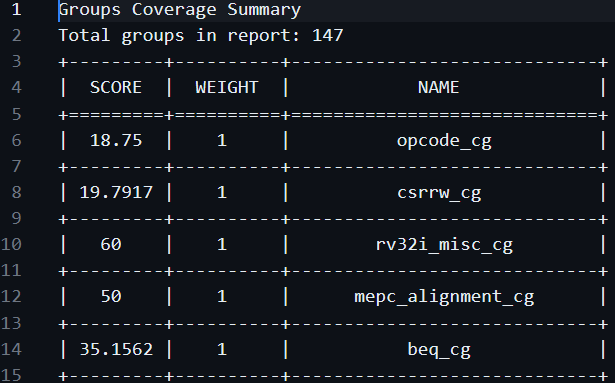 1 Groups Coverage Summary
2 Total groups in report: 147
3 +---------+----------+-----------------------------+
4 |  SCORE  |  WEIGHT  |            NAME             |
5 +=========+==========+=============================+
6 |  18.75  |    1     |          opcode_cg          |
7 +---------+----------+-----------------------------+
8 | 19.7917 |    1     |          csrrw_cg           |
9 +---------+----------+-----------------------------+
10 |   60    |    1     |        rv32i_misc_cg        |
11 +---------+----------+-----------------------------+
12 |   50    |    1     |      mepc_alignment_cg      |
13 +---------+----------+-----------------------------+
14 | 35.1562 |    1     |           beq_cg            |
15 +---------+----------+-----------------------------+